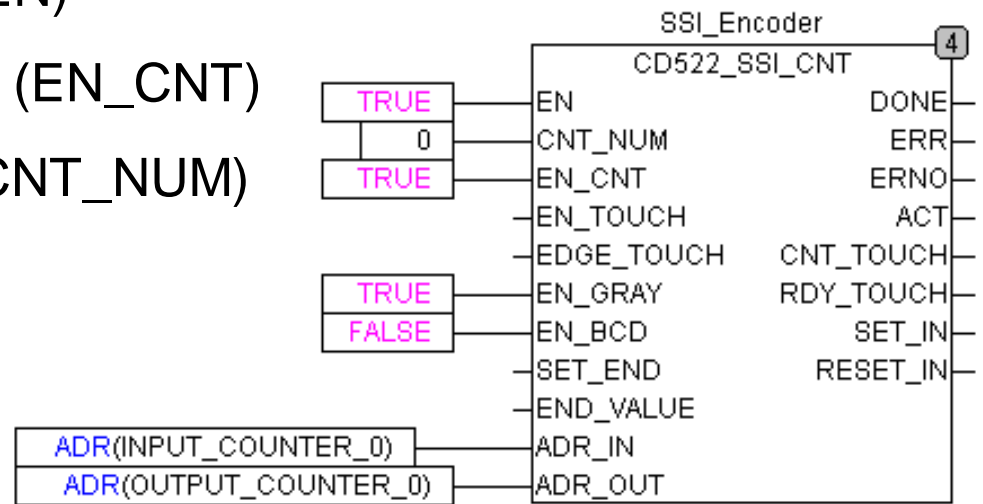 EN)
(EN_CNT)
CNT_NUM)
SSI_Encoder
4
CD522_SSI_CNT
TRUE EN DONE
0 CNT_NUM ERR
TRUE EN_CNT ERNO
EN_TOUCH ACT
EDGE_TOUCH CNT_TOUCH
TRUE EN_GRAY RDY_TOUCH
FALSE EN_BCD SET_IN
SET_END RESET_IN
END_VALUE
ADR(INPUT_COUNTER_0) ADR_IN
ADR(OUTPUT_COUNTER_0) ADR_OUT